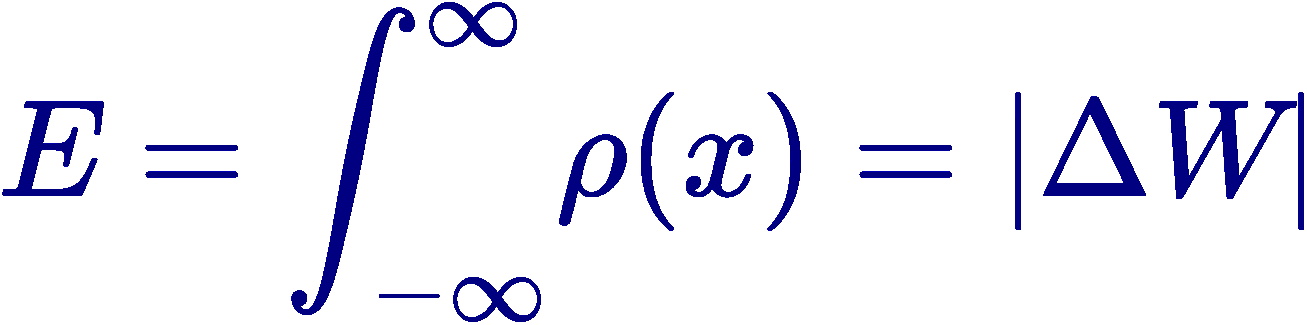 E = ∫_{-∞}^{∞} ρ(x) = |ΔW|